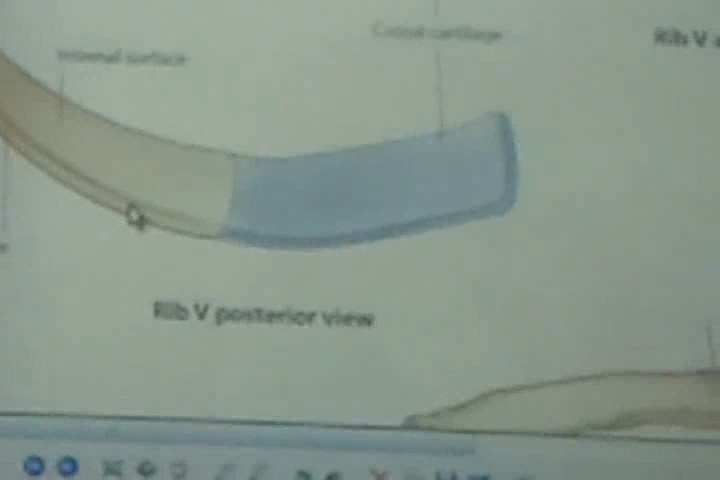 Costal cartilage
Rib V
Internal surface
Rib V posterior view